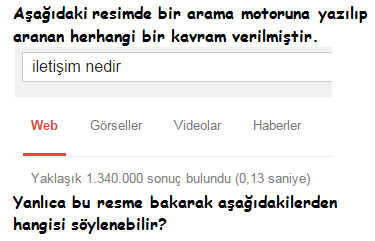 Aşağıdaki resimde bir arama motoruna yazılıp
aranan herhangi bir kavram verilmiştir.
iletişim nedir
Web Görseller Videolar Haberler
Yaklaşık 1.340.000 sonuç bulundu (0,13 saniye)
Yanlıca bu resme bakarak aşağıdakilerden
hangisi söylenebilir?